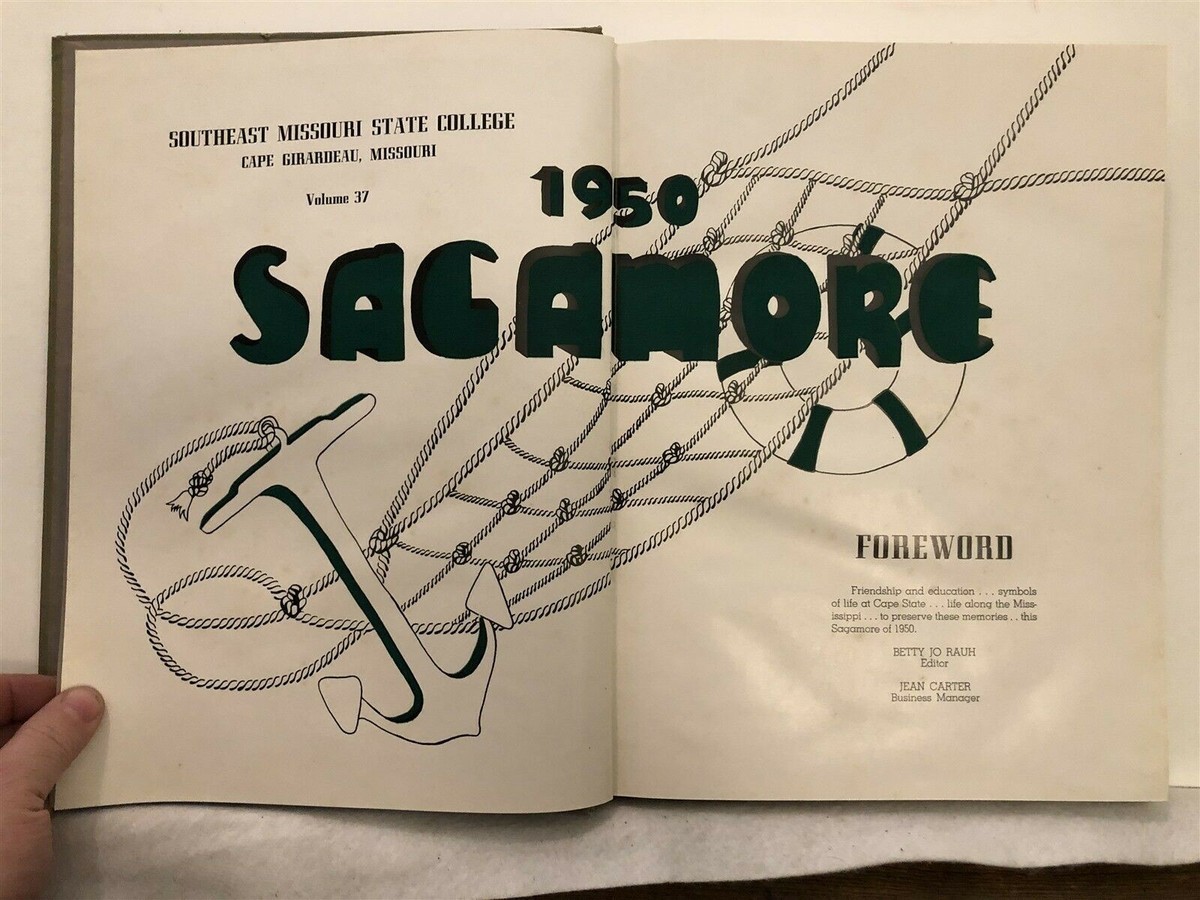 SOUTHEAST MISSOURI STATE COLLEGE
CAPE GIRARDEAU, MISSOURI
Volume 37
1950
SAGAMORE
FOREWORD
Friendship and education . . . symbols
of life at Cape State . . . life along the Miss-
issippi . . . to preserve these memories . . this
Sagamore of 1950.
BETTY JO RAUH
Editor
JEAN CARTER
Business Manager